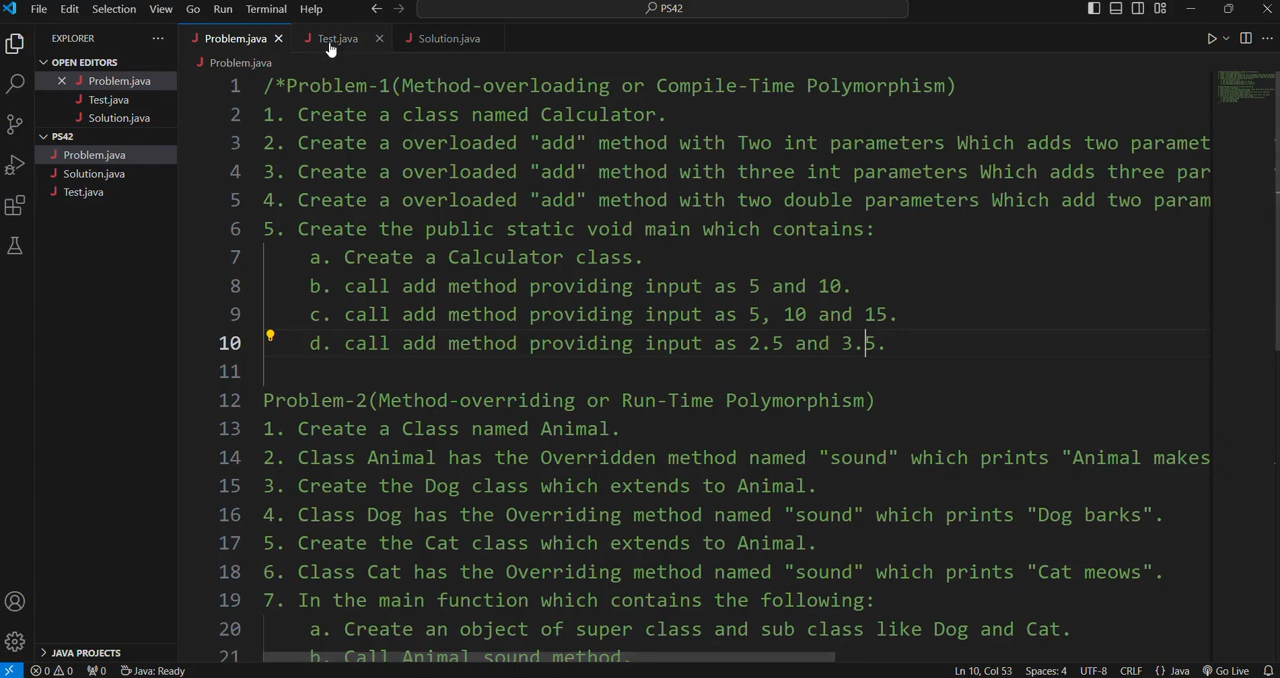 File Edit Selection View Go Run Terminal Help
PS42
EXPLORER
OPEN EDITORS
Problem.java
Test.java
Solution.java
PS42
Problem.java
Solution.java
Test.java
JAVA PROJECTS
Problem.java Test.java Solution.java
Problem.java
1 /*Problem-1(Method-overloading or Compile-Time Polymorphism)
2 1. Create a class named Calculator.
3 2. Create a overloaded "add" method with Two int parameters Which adds two paramet
4 3. Create a overloaded "add" method with three int parameters Which adds three par
5 4. Create a overloaded "add" method with two double parameters Which add two param
6 5. Create the public static void main which contains:
7 a. Create a Calculator class.
8 b. call add method providing input as 5 and 10.
9 c. call add method providing input as 5, 10 and 15.
10 d. call add method providing input as 2.5 and 3.5.
11
12 Problem-2(Method-overriding or Run-Time Polymorphism)
13 1. Create a Class named Animal.
14 2. Class Animal has the Overridden method named "sound" which prints "Animal makes
15 3. Create the Dog class which extends to Animal.
16 4. Class Dog has the Overriding method named "sound" which prints "Dog barks".
17 5. Create the Cat class which extends to Animal.
18 6. Class Cat has the Overriding method named "sound" which prints "Cat meows".
19 7. In the main function which contains the following:
20 a. Create an object of super class and sub class like Dog and Cat.
21 b. Call Animal sound method.
0 0 0 Java: Ready Ln 10, Col 53 Spaces: 4 UTF-8 CRLF {} Java Go Live